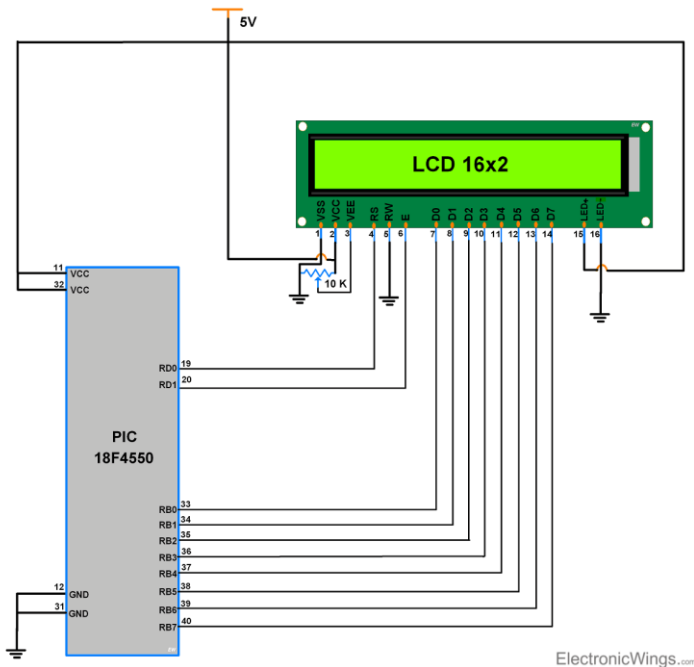 5V
LCD 16x2
VSS VCC VEE RS RW E D0 D1 D2 D3 D4 D5 D6 D7 LED+
1 2 3 4 5 6 7 8 9 10 11 12 13 14 15 16
10 K
11 VCC
32 VCC
RD0 19
RD1 20
PIC
18F4550
RB0 33
RB1 34
RB2 35
RB3 36
RB4 37
RB5 38
RB6 39
RB7 40
12 GND
31 GND
ElectronicWings.com